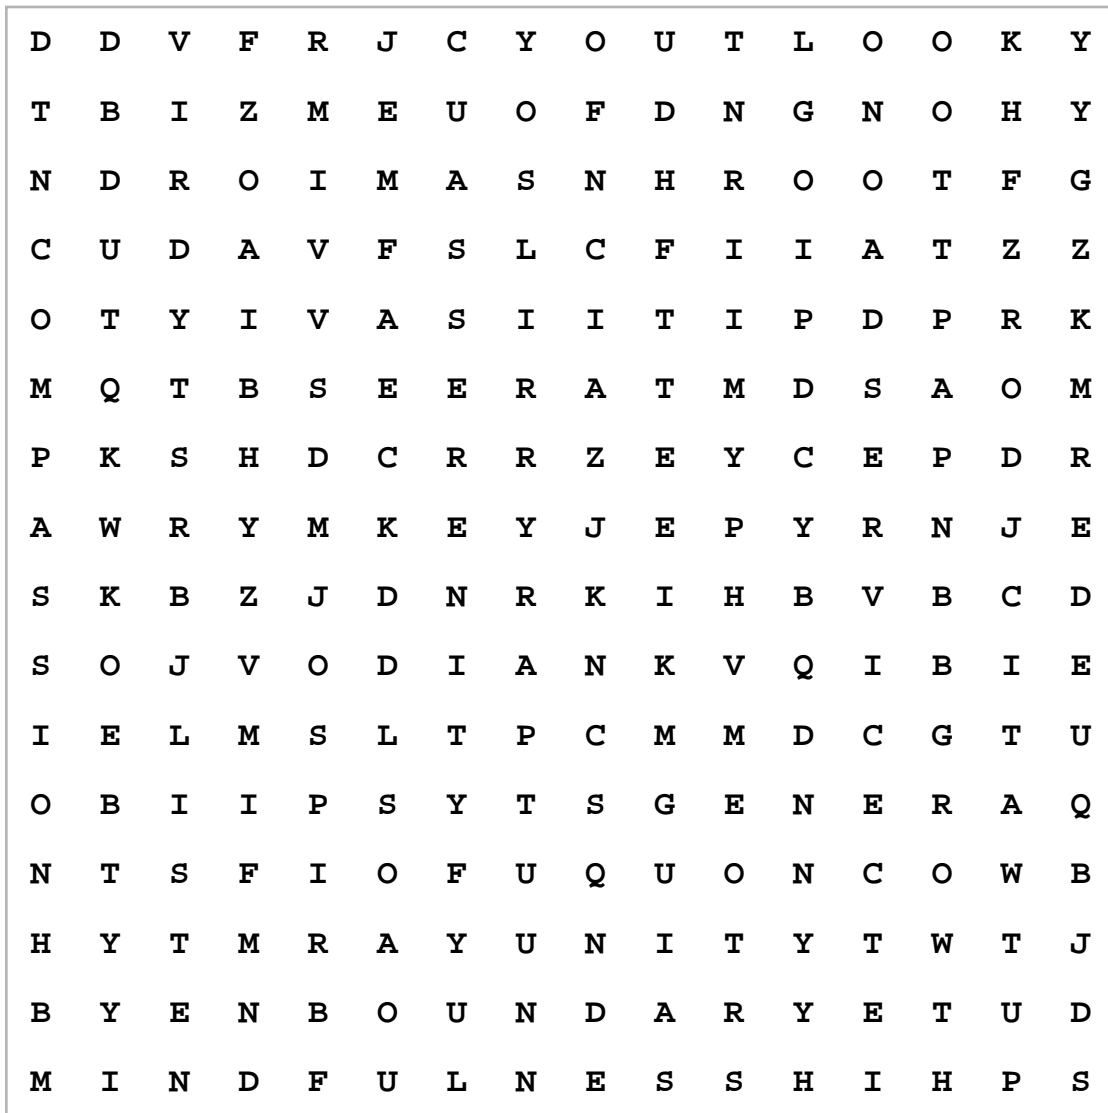 D D V F R J C Y O U T L O O K Y
T B I Z M E U O F D N G N O H Y
N D R O I M A S N H R O O T F G
C U D A V F S L C F I I A T Z Z
O T Y I V A S I I T I P D P R K
M Q T B S E E R A T M D S A O M
P K S H D C R R Z E Y C E P D R
A W R Y M K E Y J E P Y R N J E
S K B Z J D N R K I H B V B C D
S O J V O D I A N K V Q I B I E
I E L M S L T P C M M D C G T U
O B I I P S Y T S G E N E R A Q
N T S F I O F U Q U O N C O W B
H Y T M R A Y U N I T Y T W T J
B Y E N B O U N D A R Y E T U D
M I N D F U L N E S S H I H P S